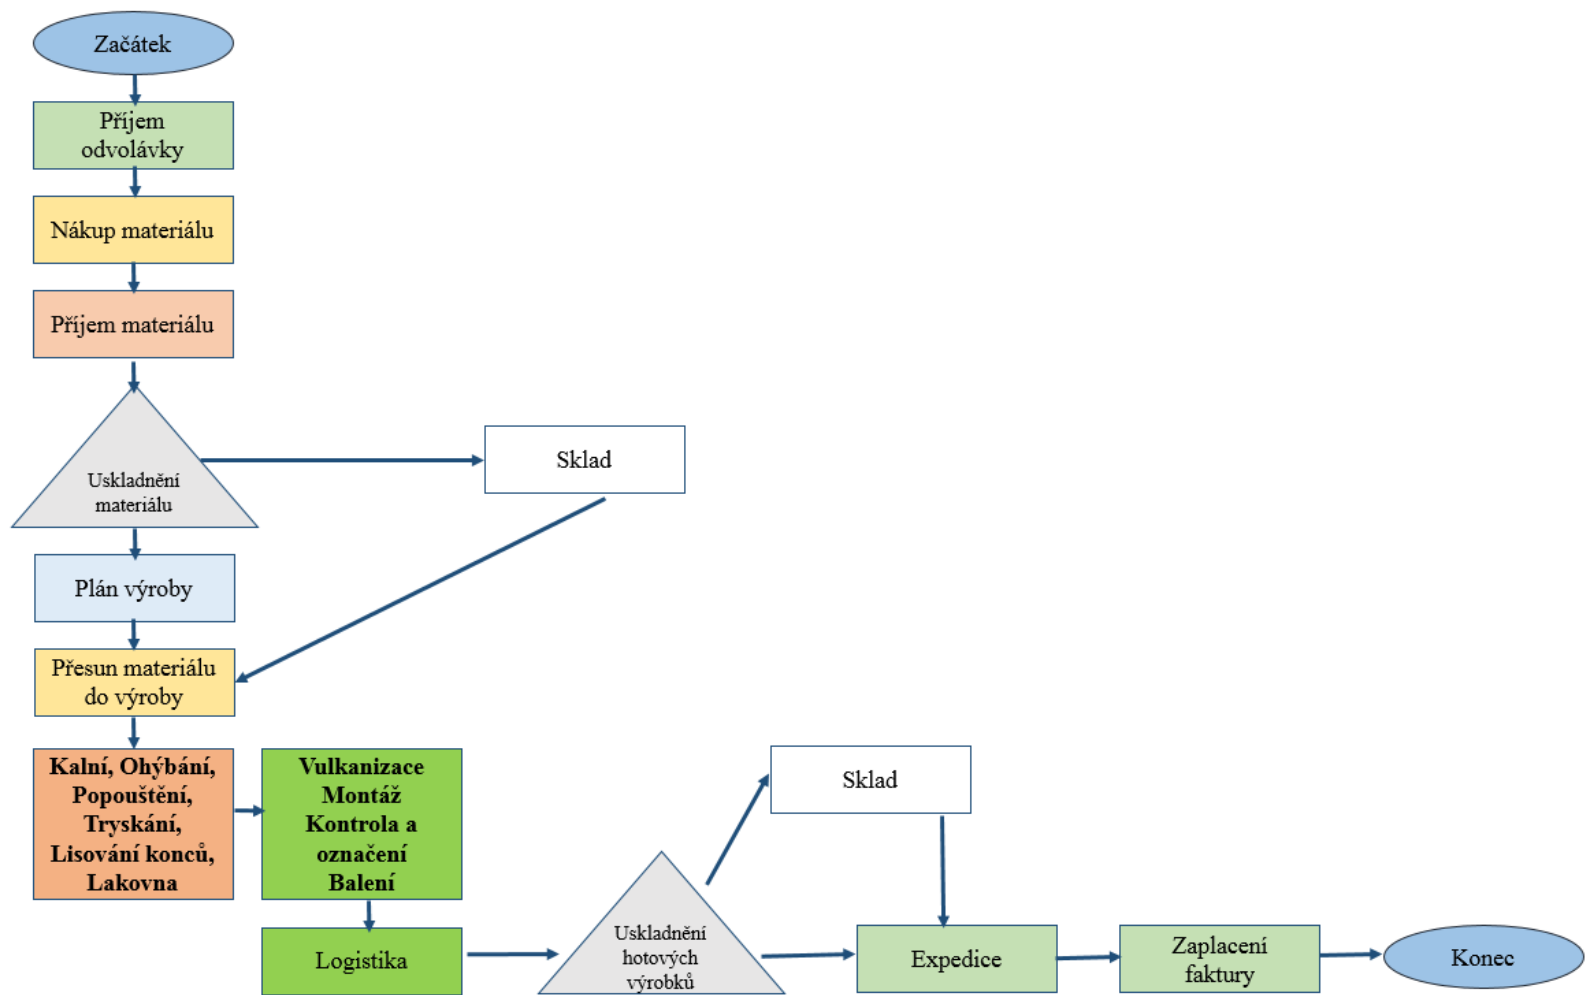 Začátek
Příjem
odvolávky
Nákup materiálu
Příjem materiálu
Uskladnění
materiálu
Sklad
Plán výroby
Přesun materiálu
do výroby
Kalní, Ohýbání,
Popouštění,
Tryskání,
Lisování konců,
Lakovna
Vulkanizace
Montáž
Kontrola a
označení
Balení
Logistika
Uskladnění
hotových
výrobků
Sklad
Expedice
Zaplacení
faktury
Konec